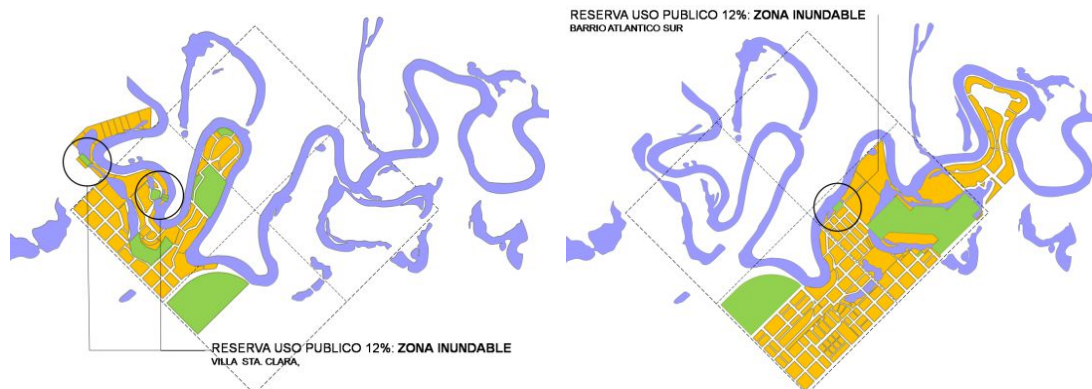 RESERVA USO PUBLICO 12%: ZONA INUNDABLE
VILLA STA. CLARA,
RESERVA USO PUBLICO 12%: ZONA INUNDABLE
BARRIO ATLANTICO SUR